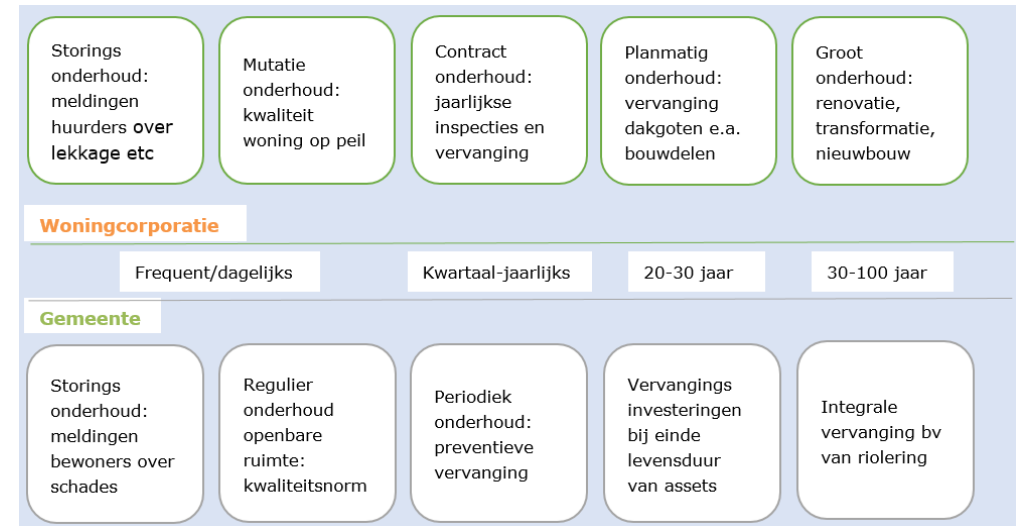 Storings
onderhoud:
meldingen
huurders over
lekkage etc
Mutatie
onderhoud:
kwaliteit
woning op peil
Contract
onderhoud:
jaarlijkse
inspecties en
vervanging
Planmatig
onderhoud:
vervanging
dakgoten e.a.
bouwdelen
Groot
onderhoud:
renovatie,
transformatie,
nieuwbouw
Woningcorporatie
Frequent/dagelijks
Kwartaal-jaarlijks
20-30 jaar
30-100 jaar
Gemeente
Storings
onderhoud:
meldingen
bewoners over
schades
Regulier
onderhoud
openbare
ruimte:
kwaliteitsnorm
Periodiek
onderhoud:
preventieve
vervanging
Vervangings
investeringen
bij einde
levensduur
van assets
Integrale
vervanging bv
van riolering